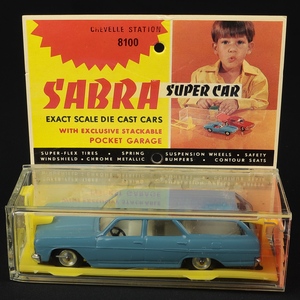 CHEVELLE STATION
8100
SABRA SUPER CAR
EXACT SCALE DIE CAST CARS
WITH EXCLUSIVE STACKABLE
POCKET GARAGE
SUPER-FLEX TIRES • SPRING SUSPENSION WHEELS • SAFETY
WINDSHIELD • CHROME METALLIC BUMPERS • CONTOUR SEATS